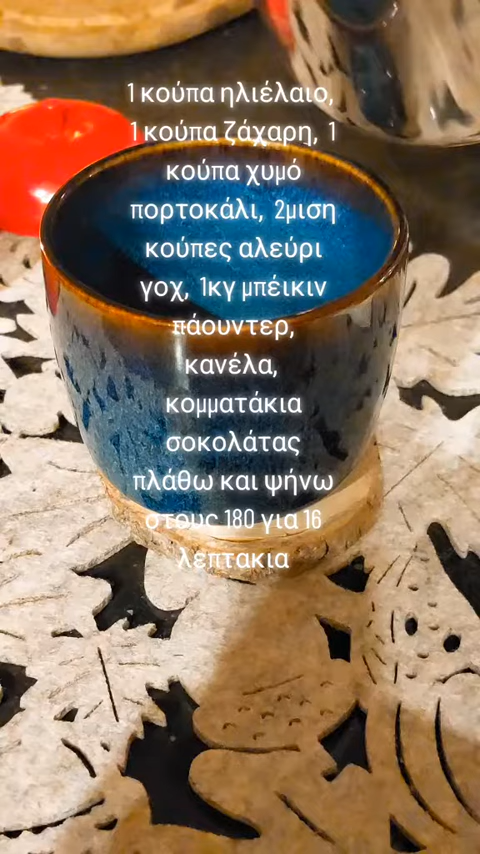 1 κούπα ηλιέλαιο,
1 κούπα ζάχαρη, 1
κούπα χυμό
πορτοκάλι, 2μιση
κούπες αλεύρι
γοχ, 1κγ μπέικιν
πάουντερ,
κανέλα,
κομματάκια
σοκολάτας
πλάθω και ψήνω
στους 180 για 16
λεπτακια